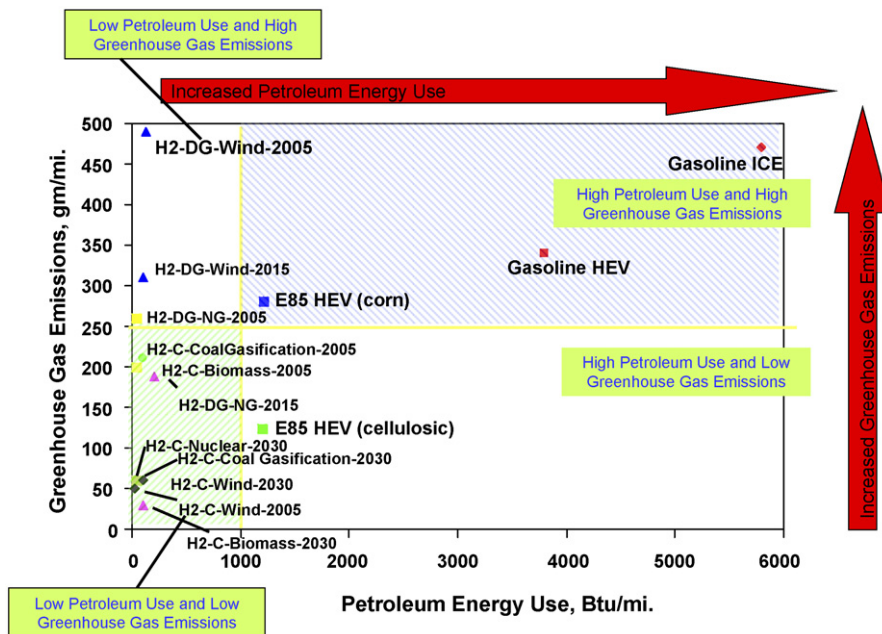 Low Petroleum Use and High
Greenhouse Gas Emissions
Increased Petroleum Energy Use
Increased Greenhouse Gas Emissions
Greenhouse Gas Emissions, gm/mi.
500
450
400
350
300
250
200
150
100
50
0
H2-DG-Wind-2005
Gasoline ICE
High Petroleum Use and High
Greenhouse Gas Emissions
Gasoline HEV
H2-DG-Wind-2015
E85 HEV (corn)
H2-DG-NG-2005
H2-C-CoalGasification-2005
H2-C-Biomass-2005
High Petroleum Use and Low
Greenhouse Gas Emissions
H2-DG-NG-2015
E85 HEV (cellulosic)
H2-C-Nuclear-2030
H2-C-Coal Gasification-2030
H2-C-Wind-2030
H2-C-Wind-2005
H2-C-Biomass-2030
0 1000 2000 3000 4000 5000 6000
Petroleum Energy Use, Btu/mi.
Low Petroleum Use and Low
Greenhouse Gas Emissions